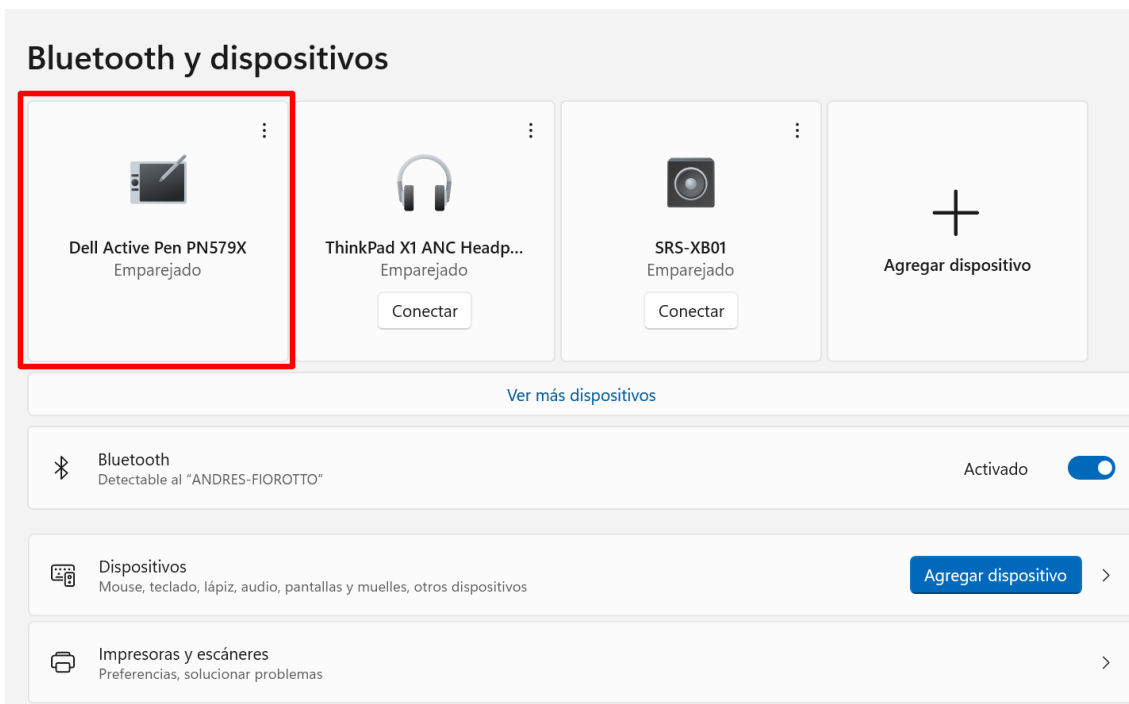 Bluetooth y dispositivos
Dell Active Pen PN579X
Emparejado
ThinkPad X1 ANC Headp...
Emparejado
Conectar
SRS-XB01
Emparejado
Conectar
Agregar dispositivo
Ver más dispositivos
Bluetooth
Detectable al “ANDRES-FIOROTTO”
Activado
Dispositivos
Mouse, teclado, lápiz, audio, pantallas y muelles, otros dispositivos
Agregar dispositivo
Impresoras y escáneres
Preferencias, solucionar problemas